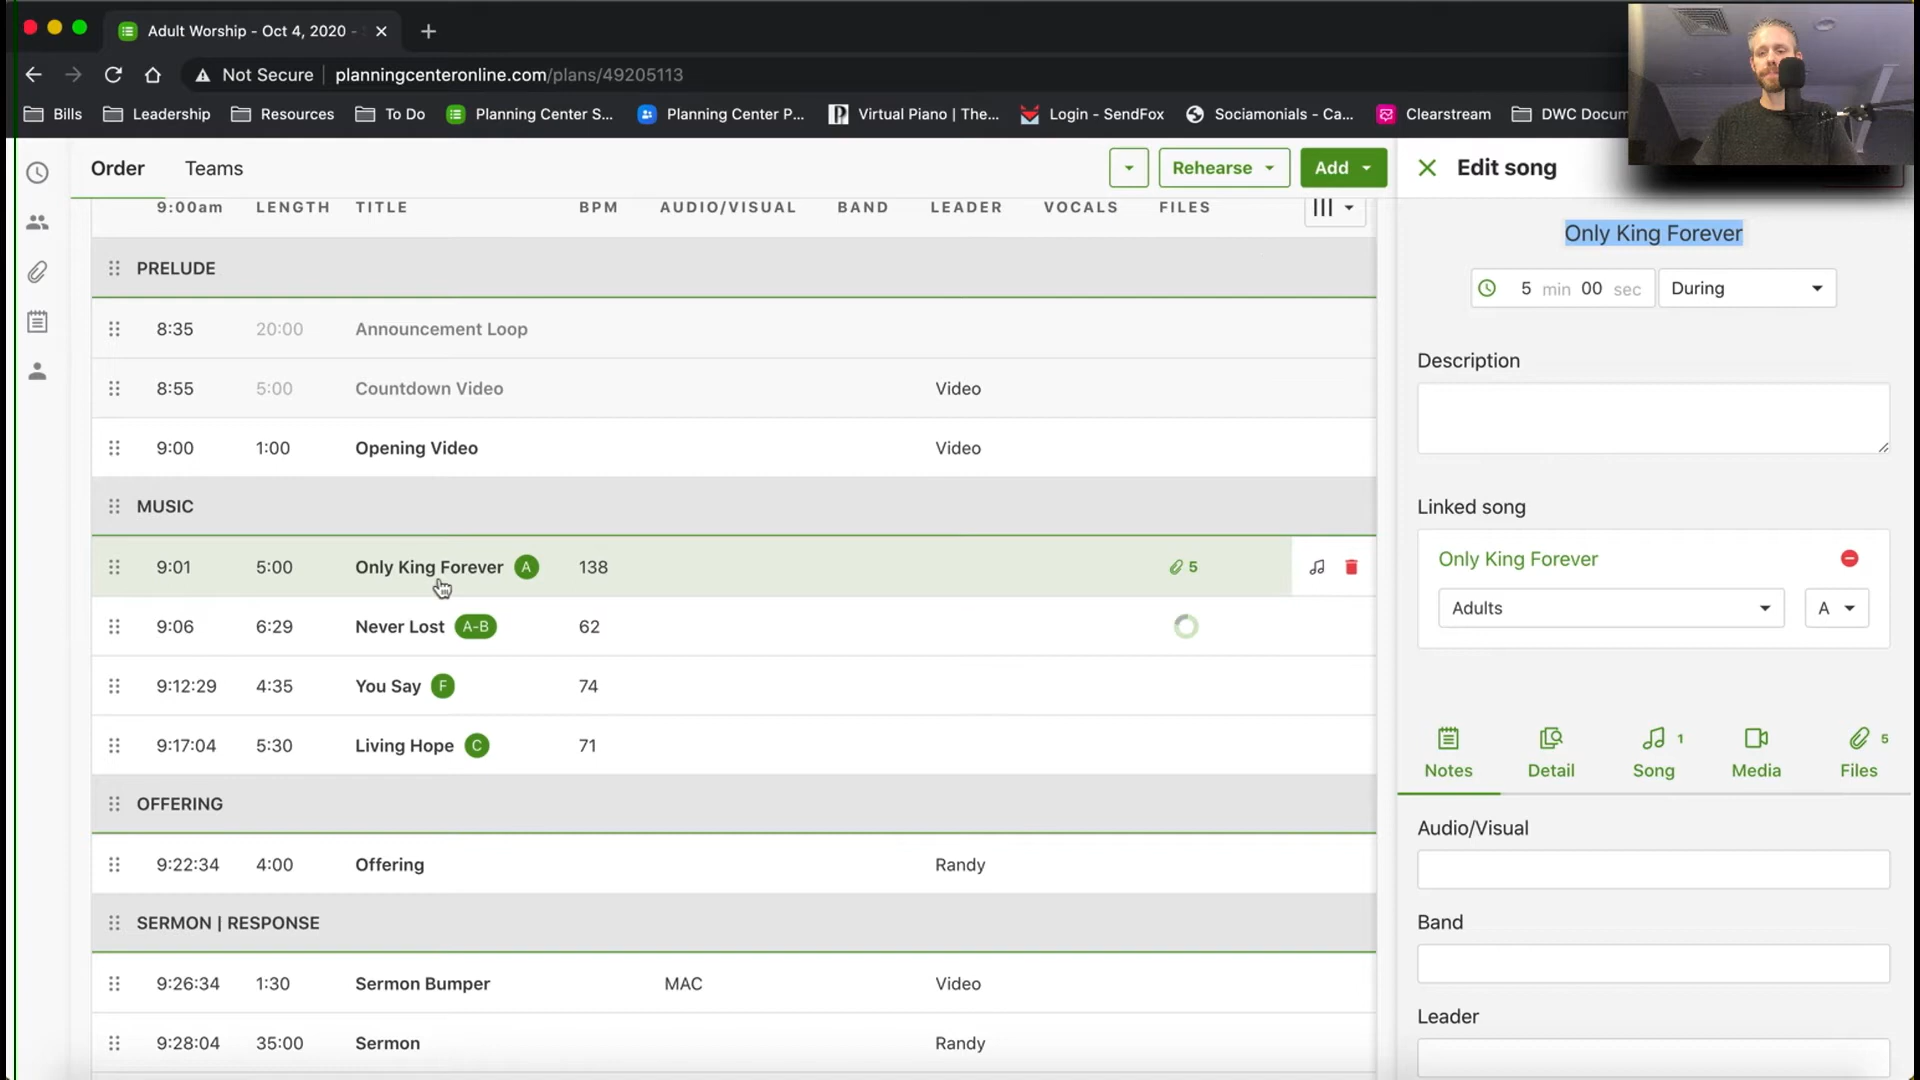 Adult Worship - Oct 4, 2020 -
Not Secure planningcenteronline.com/plans/49205113
Bills Leadership Resources To Do Planning Center S... Planning Center P... Virtual Piano | The... Login - SendFox Sociamonials - Ca... Clearstream DWC Docum
Order Teams Rehearse Add
9:00am LENGTH TITLE BPM AUDIO/VISUAL BAND LEADER VOCALS FILES
PRELUDE
8:35 20:00 Announcement Loop
8:55 5:00 Countdown Video Video
9:00 1:00 Opening Video Video
MUSIC
9:01 5:00 Only King Forever A 138 5
9:06 6:29 Never Lost A-B 62
9:12:29 4:35 You Say F 74
9:17:04 5:30 Living Hope C 71
OFFERING
9:22:34 4:00 Offering Randy
SERMON | RESPONSE
9:26:34 1:30 Sermon Bumper MAC Video
9:28:04 35:00 Sermon Randy
Edit song
Only King Forever
5 min 00 sec During
Description
Linked song
Only King Forever
Adults A
1 5
Notes Detail Song Media Files
Audio/Visual
Band
Leader